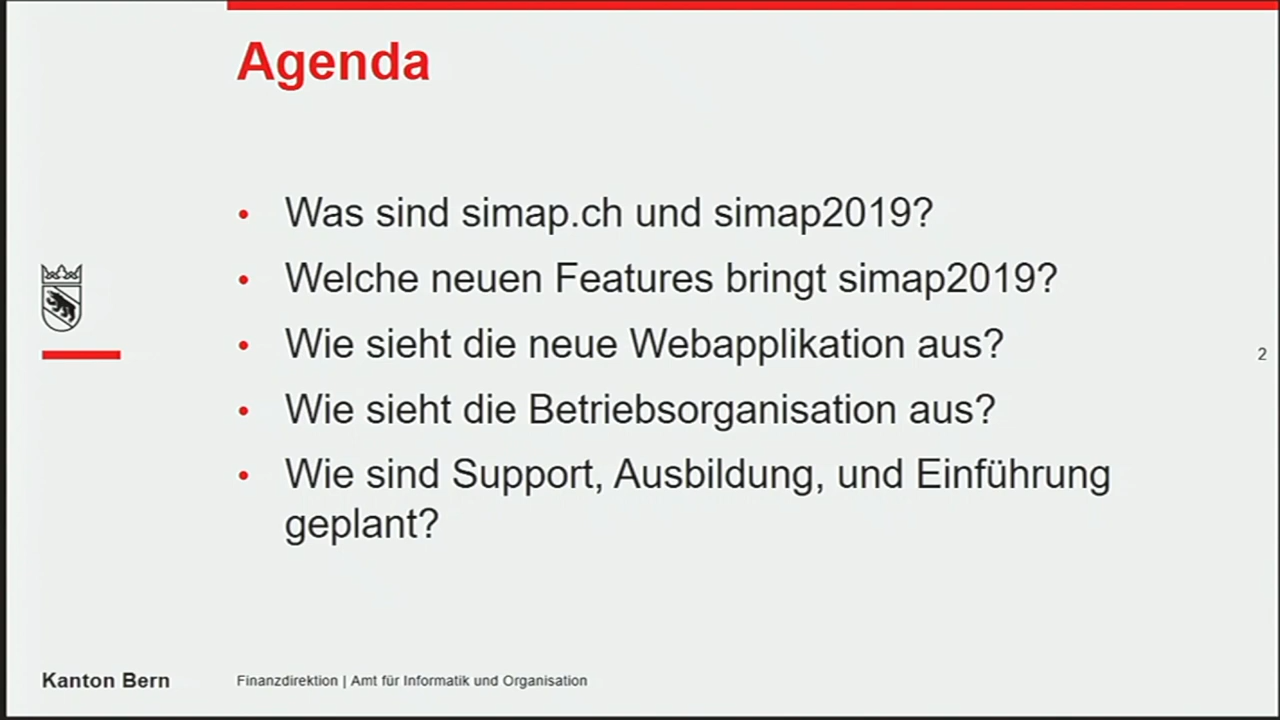 Agenda
• Was sind simap.ch und simap2019?
• Welche neuen Features bringt simap2019?
• Wie sieht die neue Webapplikation aus?
2
• Wie sieht die Betriebsorganisation aus?
• Wie sind Support, Ausbildung, und Einführung
geplant?
Kanton Bern
Finanzdirektion | Amt für Informatik und Organisation